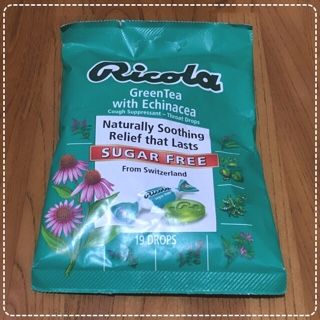 Ricola
GreenTea
with Echinacea
Cough Suppressant – Throat Drops
Naturally Soothing
Relief that Lasts
SUGAR FREE
From Switzerland
Ricola
19 DROPS